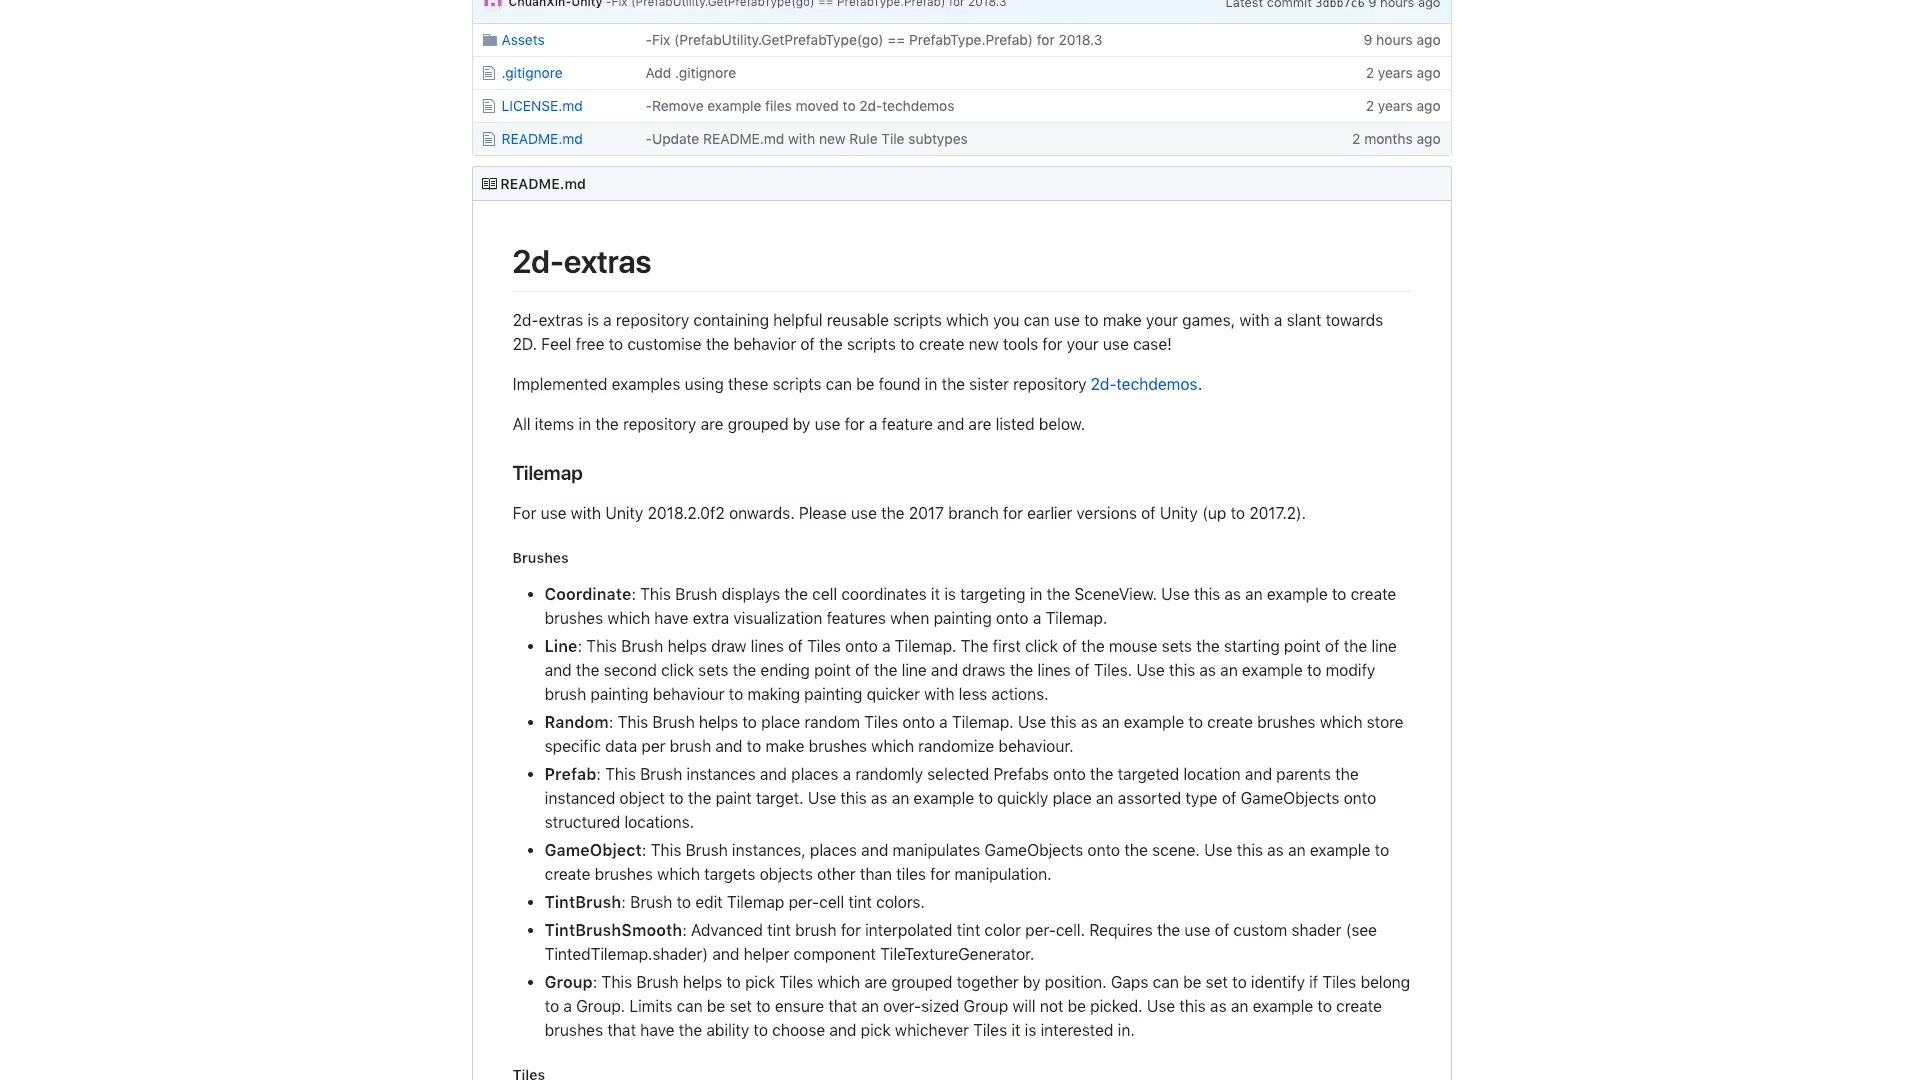 ChuanXin-Unity -Fix (PrefabUtility.GetPrefabType(go) == PrefabType.Prefab) for 2018.3 Latest commit 3dbb7c6 9 hours ago
Assets -Fix (PrefabUtility.GetPrefabType(go) == PrefabType.Prefab) for 2018.3 9 hours ago
.gitignore Add .gitignore 2 years ago
LICENSE.md -Remove example files moved to 2d-techdemos 2 years ago
README.md -Update README.md with new Rule Tile subtypes 2 months ago
README.md
2d-extras
2d-extras is a repository containing helpful reusable scripts which you can use to make your games, with a slant towards
2D. Feel free to customise the behavior of the scripts to create new tools for your use case!
Implemented examples using these scripts can be found in the sister repository 2d-techdemos.
All items in the repository are grouped by use for a feature and are listed below.
Tilemap
For use with Unity 2018.2.0f2 onwards. Please use the 2017 branch for earlier versions of Unity (up to 2017.2).
Brushes
• Coordinate: This Brush displays the cell coordinates it is targeting in the SceneView. Use this as an example to create
brushes which have extra visualization features when painting onto a Tilemap.
• Line: This Brush helps draw lines of Tiles onto a Tilemap. The first click of the mouse sets the starting point of the line
and the second click sets the ending point of the line and draws the lines of Tiles. Use this as an example to modify
brush painting behaviour to making painting quicker with less actions.
• Random: This Brush helps to place random Tiles onto a Tilemap. Use this as an example to create brushes which store
specific data per brush and to make brushes which randomize behaviour.
• Prefab: This Brush instances and places a randomly selected Prefabs onto the targeted location and parents the
instanced object to the paint target. Use this as an example to quickly place an assorted type of GameObjects onto
structured locations.
• GameObject: This Brush instances, places and manipulates GameObjects onto the scene. Use this as an example to
create brushes which targets objects other than tiles for manipulation.
• TintBrush: Brush to edit Tilemap per-cell tint colors.
• TintBrushSmooth: Advanced tint brush for interpolated tint color per-cell. Requires the use of custom shader (see
TintedTilemap.shader) and helper component TileTextureGenerator.
• Group: This Brush helps to pick Tiles which are grouped together by position. Gaps can be set to identify if Tiles belong
to a Group. Limits can be set to ensure that an over-sized Group will not be picked. Use this as an example to create
brushes that have the ability to choose and pick whichever Tiles it is interested in.
Tiles